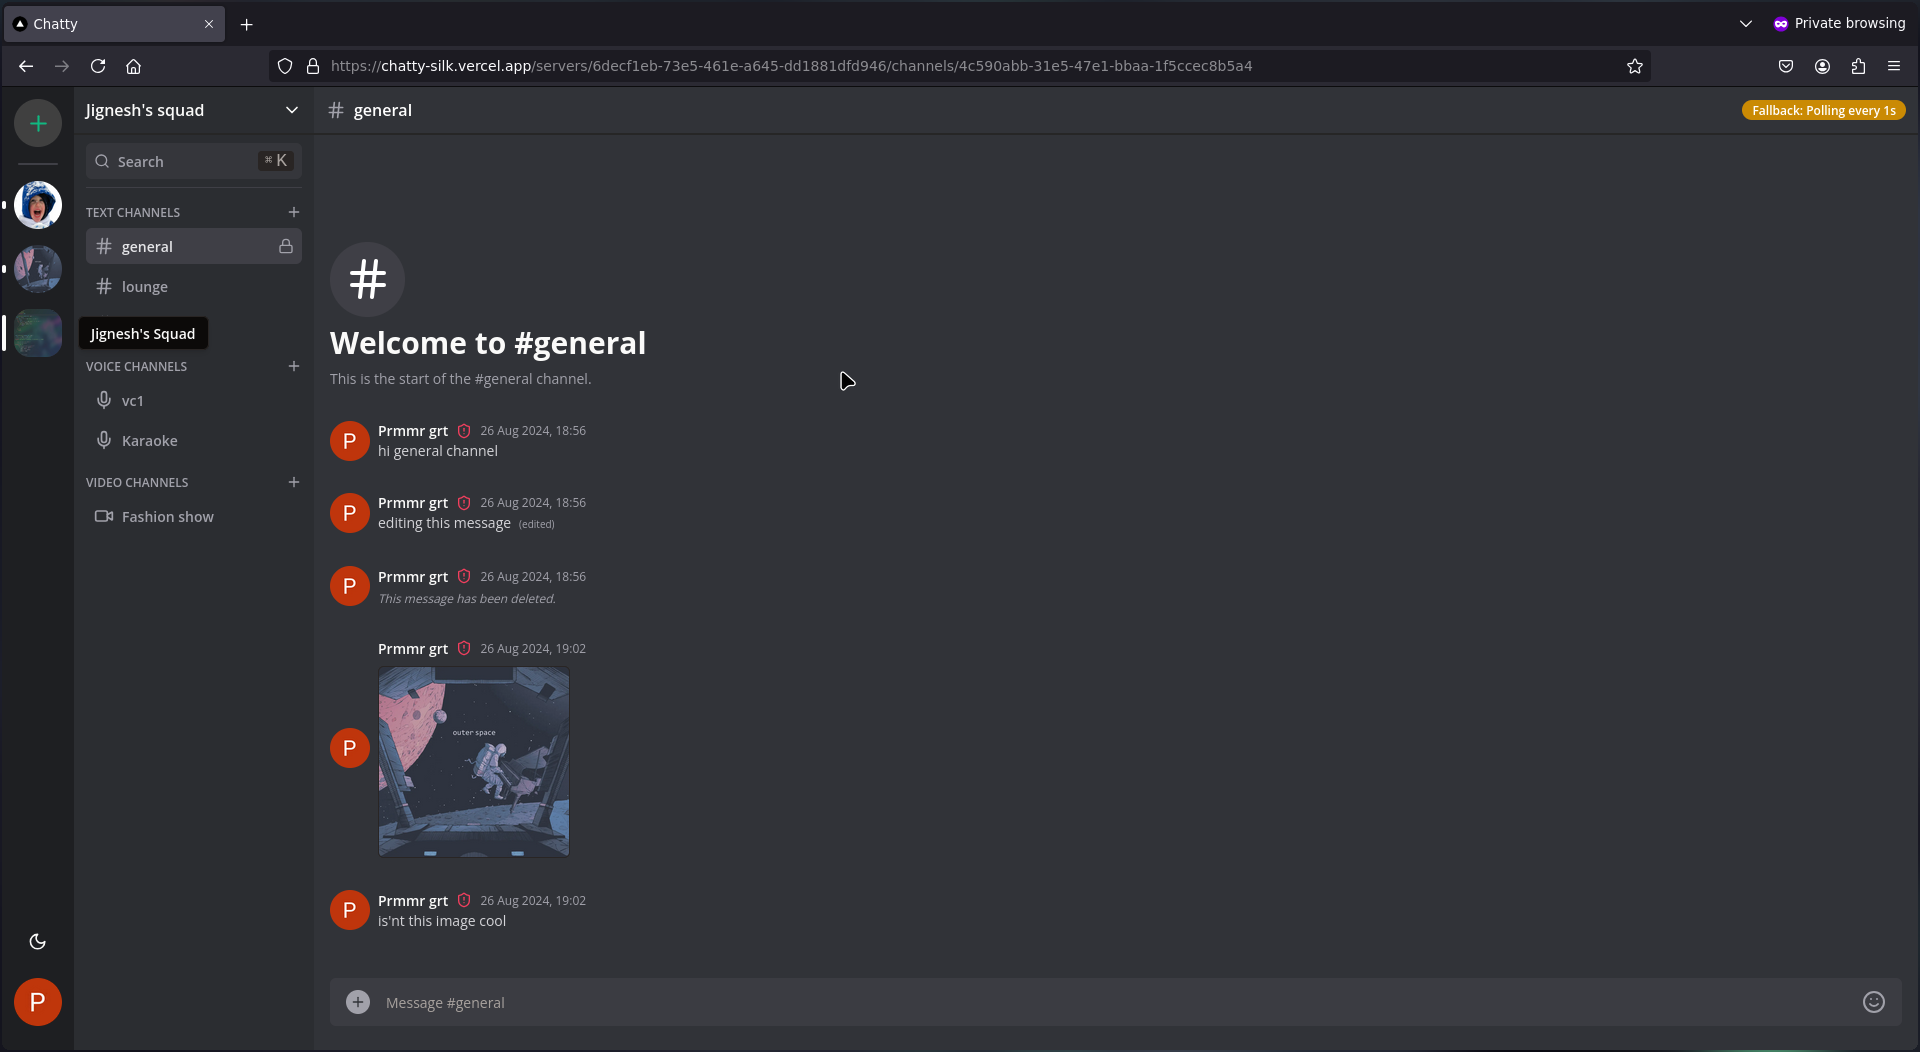 Chatty
Private browsing
https://chatty-silk.vercel.app/servers/6decf1eb-73e5-461e-a645-dd1881dfd946/channels/4c590abb-31e5-47e1-bbaa-1f5ccec8b5a4
Jignesh's squad
# general
Fallback: Polling every 1s
Search
⌘ K
TEXT CHANNELS
# general
# lounge
Jignesh's Squad
VOICE CHANNELS
vc1
Karaoke
VIDEO CHANNELS
Fashion show
#
Welcome to #general
This is the start of the #general channel.
P
Prmmr grt 26 Aug 2024, 18:56
hi general channel
P
Prmmr grt 26 Aug 2024, 18:56
editing this message (edited)
P
Prmmr grt 26 Aug 2024, 18:56
This message has been deleted.
Prmmr grt 26 Aug 2024, 19:02
P
outer space
P
Prmmr grt 26 Aug 2024, 19:02
is'nt this image cool
P
Message #general